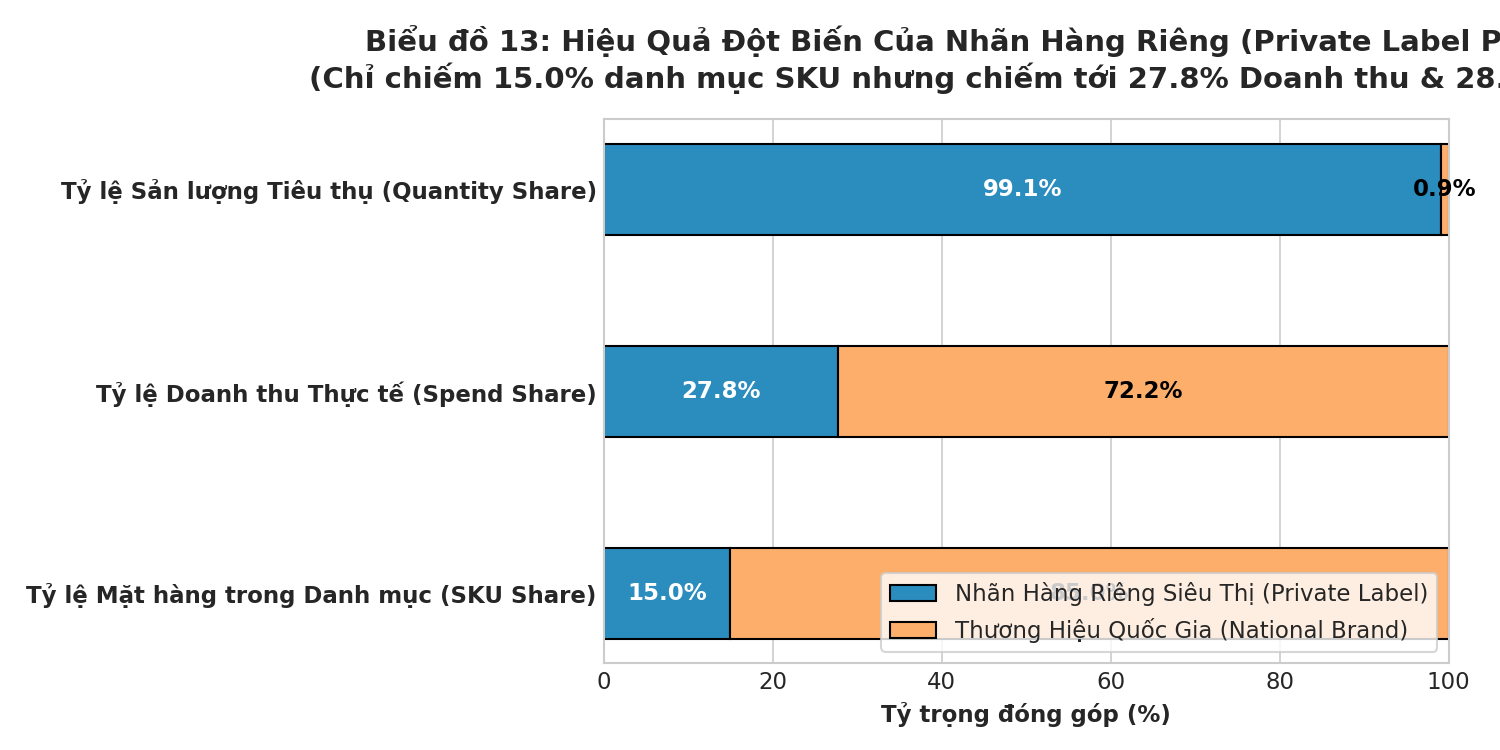 Biểu đồ 13: Hiệu Quả Đột Biến Của Nhãn Hàng Riêng (Private Label P
(Chỉ chiếm 15.0% danh mục SKU nhưng chiếm tới 27.8% Doanh thu & 28.
Tỷ lệ Sản lượng Tiêu thụ (Quantity Share)
99.1%
0.9%
Tỷ lệ Doanh thu Thực tế (Spend Share)
27.8%
72.2%
Tỷ lệ Mặt hàng trong Danh mục (SKU Share)
15.0%
Nhãn Hàng Riêng Siêu Thị (Private Label)
Thương Hiệu Quốc Gia (National Brand)
0 20 40 60 80 100
Tỷ trọng đóng góp (%)